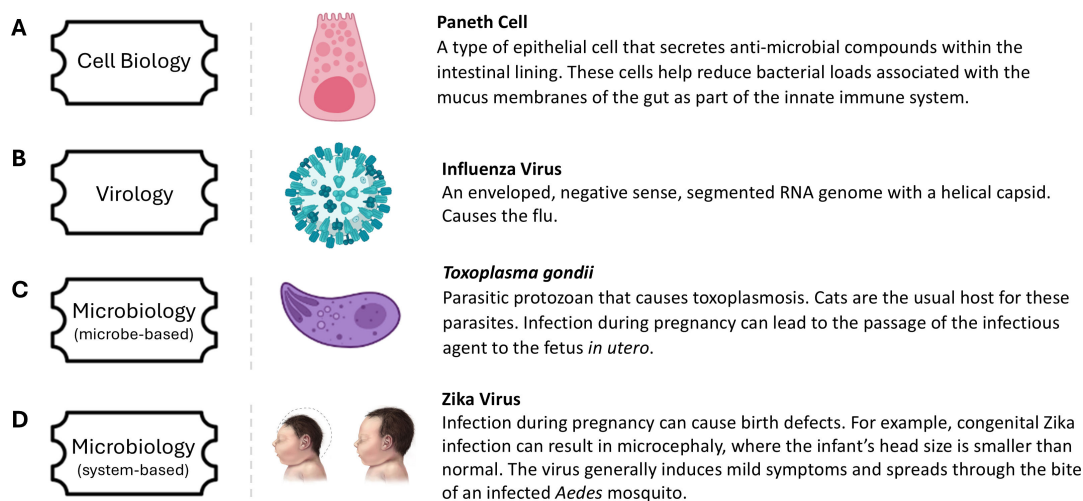 A
Cell Biology
Paneth Cell
A type of epithelial cell that secretes anti-microbial compounds within the
intestinal lining. These cells help reduce bacterial loads associated with the
mucus membranes of the gut as part of the innate immune system.
B
Virology
Influenza Virus
An enveloped, negative sense, segmented RNA genome with a helical capsid.
Causes the flu.
C
Microbiology
(microbe-based)
Toxoplasma gondii
Parasitic protozoan that causes toxoplasmosis. Cats are the usual host for these
parasites. Infection during pregnancy can lead to the passage of the infectious
agent to the fetus in utero.
D
Microbiology
(system-based)
Zika Virus
Infection during pregnancy can cause birth defects. For example, congenital Zika
infection can result in microcephaly, where the infant’s head size is smaller than
normal. The virus generally induces mild symptoms and spreads through the bite
of an infected Aedes mosquito.